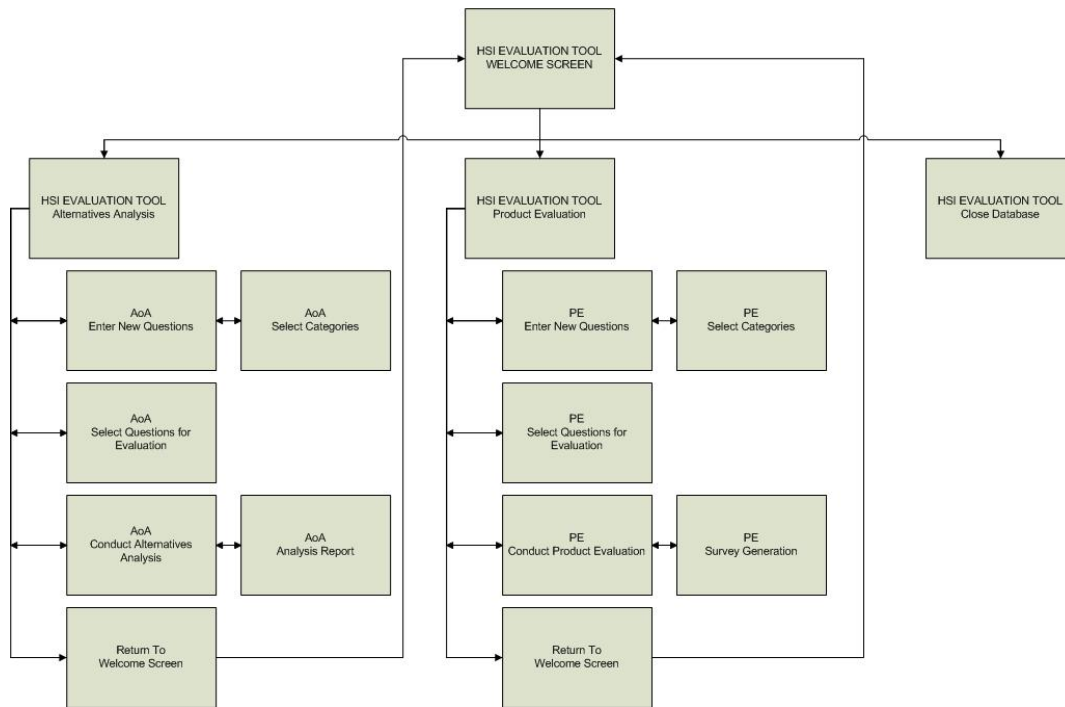 HSI EVALUATION TOOL
WELCOME SCREEN
HSI EVALUATION TOOL
Alternatives Analysis
HSI EVALUATION TOOL
Product Evaluation
HSI EVALUATION TOOL
Close Database
AoA
Enter New Questions
AoA
Select Categories
PE
Enter New Questions
PE
Select Categories
AoA
Select Questions for
Evaluation
PE
Select Questions for
Evaluation
AoA
Conduct Alternatives
Analysis
AoA
Analysis Report
PE
Conduct Product Evaluation
PE
Survey Generation
Return To
Welcome Screen
Return To
Welcome Screen